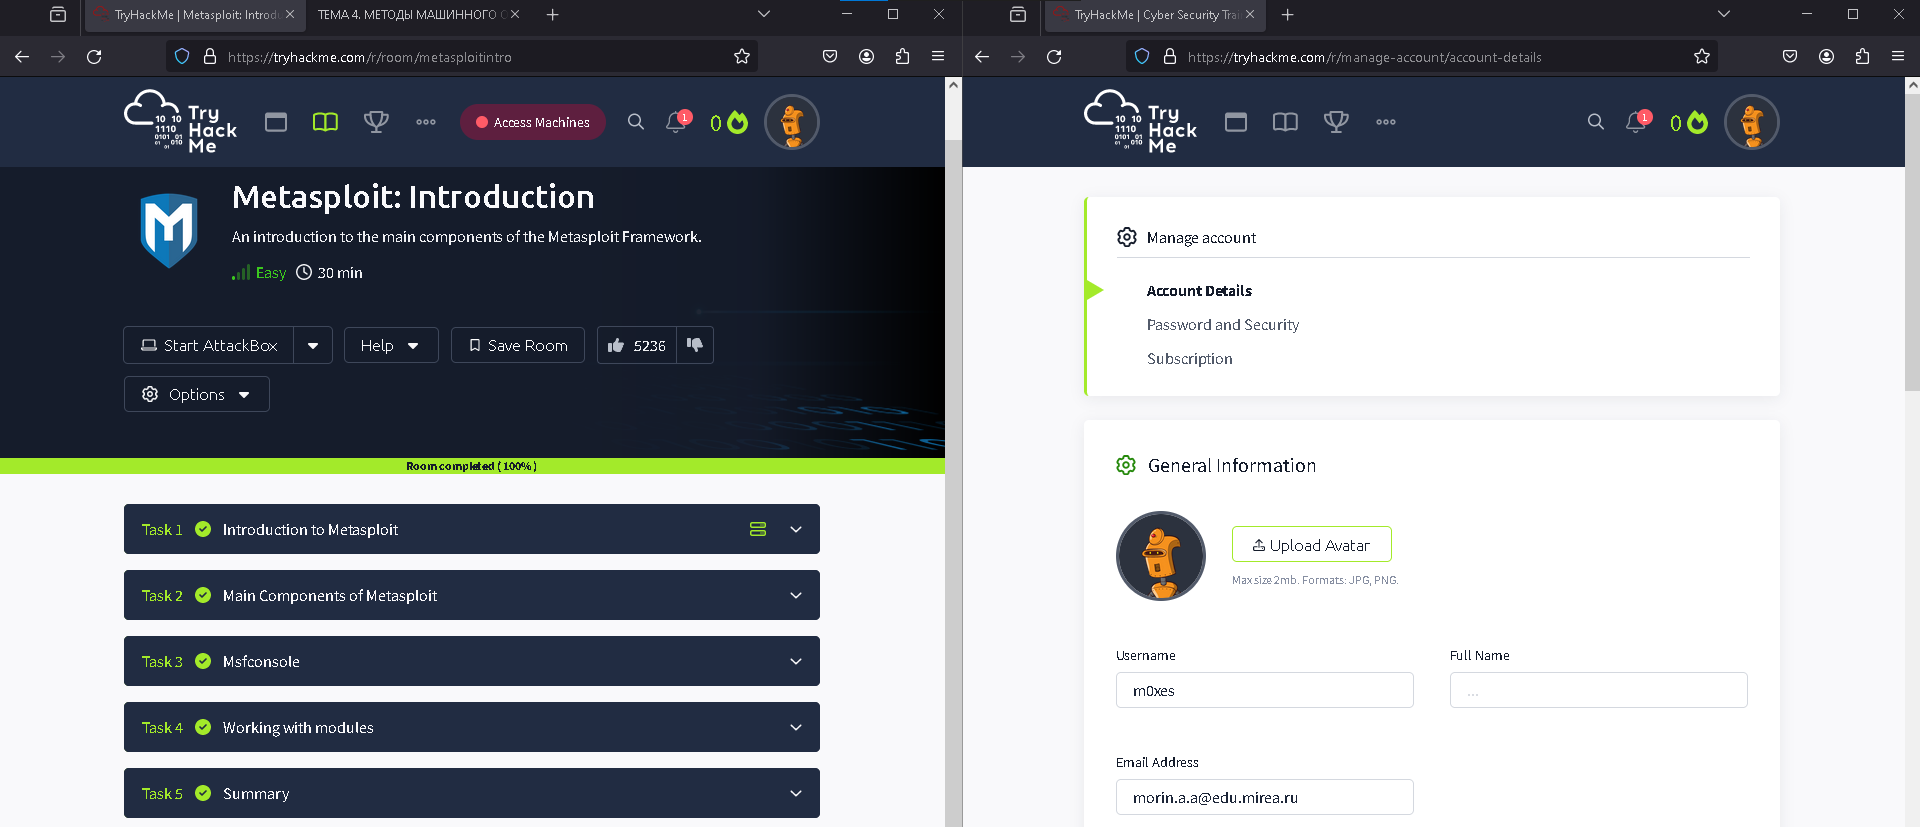 TryHackMe | Metasploit: Introdu
ТЕМА 4. МЕТОДЫ МАШИННОГО О
https://tryhackme.com/r/room/metasploitintro
Try
Hack
Me
Access Machines
1
0
Metasploit: Introduction
An introduction to the main components of the Metasploit Framework.
Easy
30 min
Start AttackBox
Help
Save Room
5236
Options
Room completed ( 100% )
Task 1 Introduction to Metasploit
Task 2 Main Components of Metasploit
Task 3 Msfconsole
Task 4 Working with modules
Task 5 Summary
TryHackMe | Cyber Security Trai
https://tryhackme.com/r/manage-account/account-details
Try
Hack
Me
1
0
Manage account
Account Details
Password and Security
Subscription
General Information
Upload Avatar
Max size 2mb. Formats: JPG, PNG.
Username
Full Name
m0xes
...
Email Address
morin.a.a@edu.mirea.ru